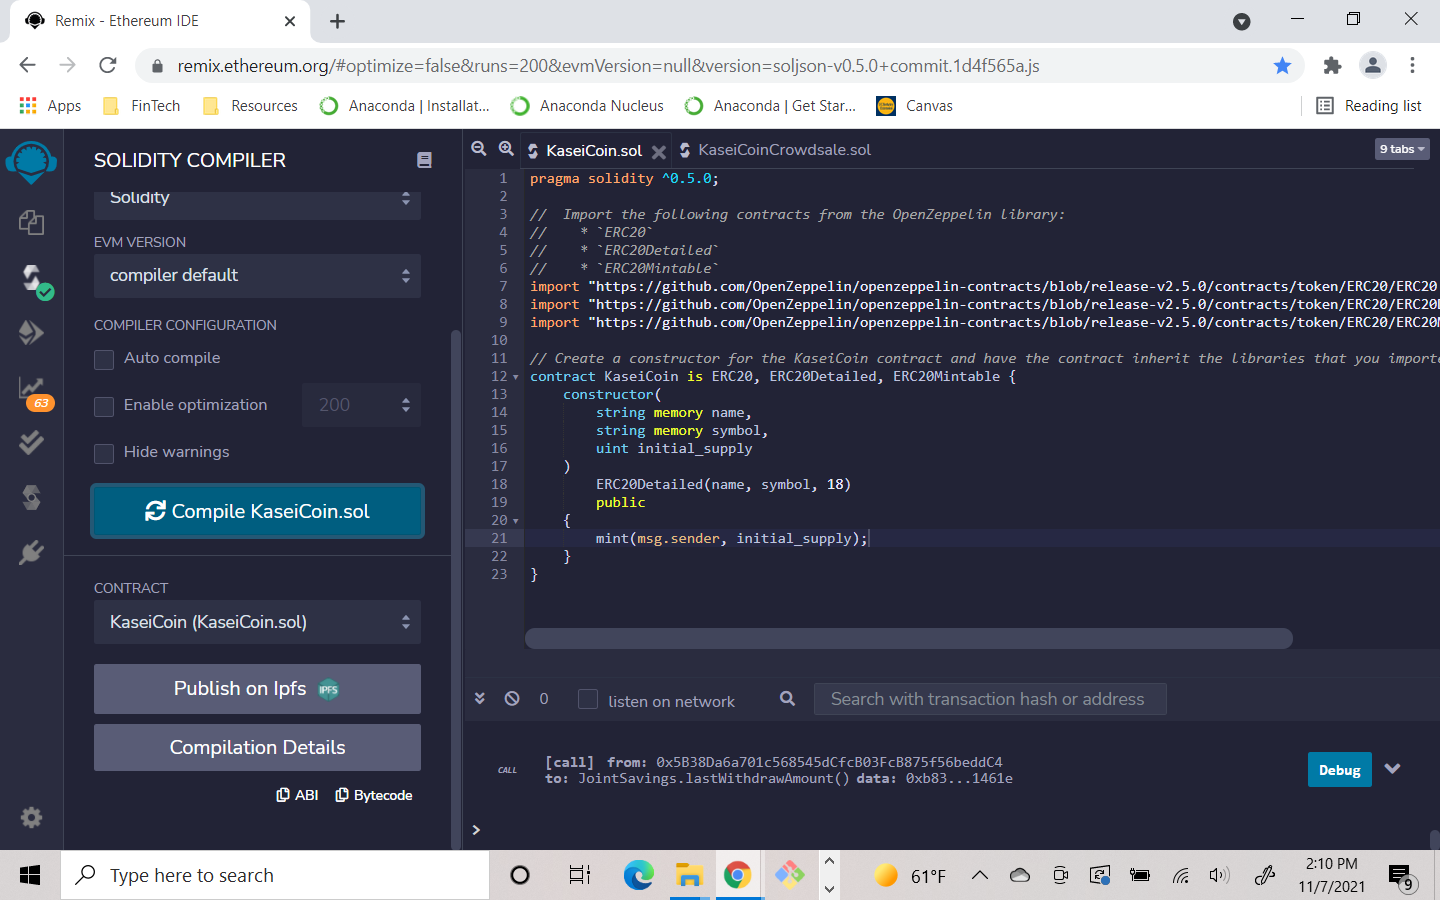 Remix - Ethereum IDE
remix.ethereum.org/#optimize=false&runs=200&evmVersion=null&version=soljson-v0.5.0+commit.1d4f565a.js
Apps FinTech Resources Anaconda | Installat... Anaconda Nucleus Anaconda | Get Star... Canvas Reading list
SOLIDITY COMPILER
Solidity
EVM VERSION
compiler default
COMPILER CONFIGURATION
Auto compile
Enable optimization 200
Hide warnings
63
Compile KaseiCoin.sol
CONTRACT
KaseiCoin (KaseiCoin.sol)
Publish on Ipfs IPFS
Compilation Details
ABI Bytecode
KaseiCoin.sol KaseiCoinCrowdsale.sol 9 tabs
1 pragma solidity ^0.5.0;
2
3 //  Import the following contracts from the OpenZeppelin library:
4 //    * `ERC20`
5 //    * `ERC20Detailed`
6 //    * `ERC20Mintable`
7 import "https://github.com/OpenZeppelin/openzeppelin-contracts/blob/release-v2.5.0/contracts/token/ERC20/ERC20
8 import "https://github.com/OpenZeppelin/openzeppelin-contracts/blob/release-v2.5.0/contracts/token/ERC20/ERC20D
9 import "https://github.com/OpenZeppelin/openzeppelin-contracts/blob/release-v2.5.0/contracts/token/ERC20/ERC20M
10
11 // Create a constructor for the KaseiCoin contract and have the contract inherit the libraries that you importe
12 contract KaseiCoin is ERC20, ERC20Detailed, ERC20Mintable {
13     constructor(
14         string memory name,
15         string memory symbol,
16         uint initial_supply
17     )
18         ERC20Detailed(name, symbol, 18)
19         public
20     {
21         mint(msg.sender, initial_supply);
22     }
23 }
0 listen on network Search with transaction hash or address
CALL [call] from: 0x5B38Da6a701c568545dCfcB03FcB875f56beddC4
to: JointSavings.lastWithdrawAmount() data: 0xb83...1461e
Debug
>
Type here to search
61°F
2:10 PM
11/7/2021
9